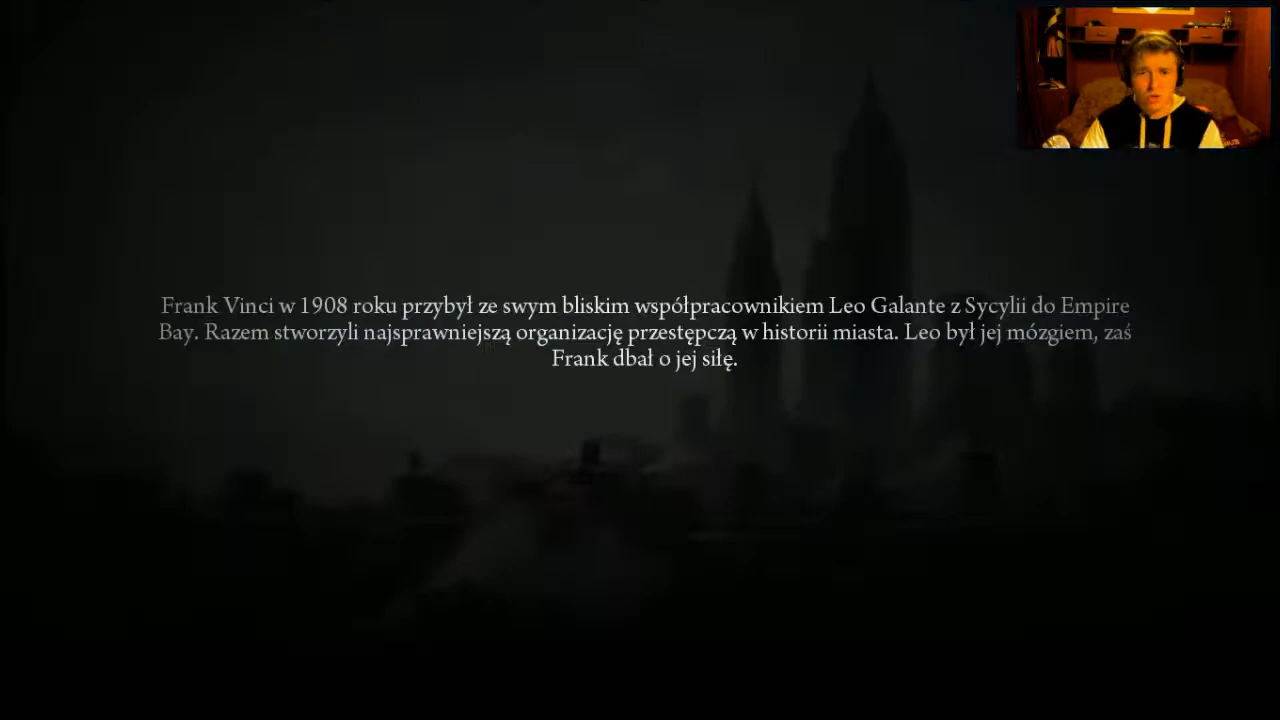 Frank Vinci w 1908 roku przybył ze swym bliskim współpracownikiem Leo Galante z Sycylii do Empire
Bay. Razem stworzyli najsprawniejszą organizację przestępczą w historii miasta. Leo był jej mózgiem, zaś
Frank dbał o jej siłę.